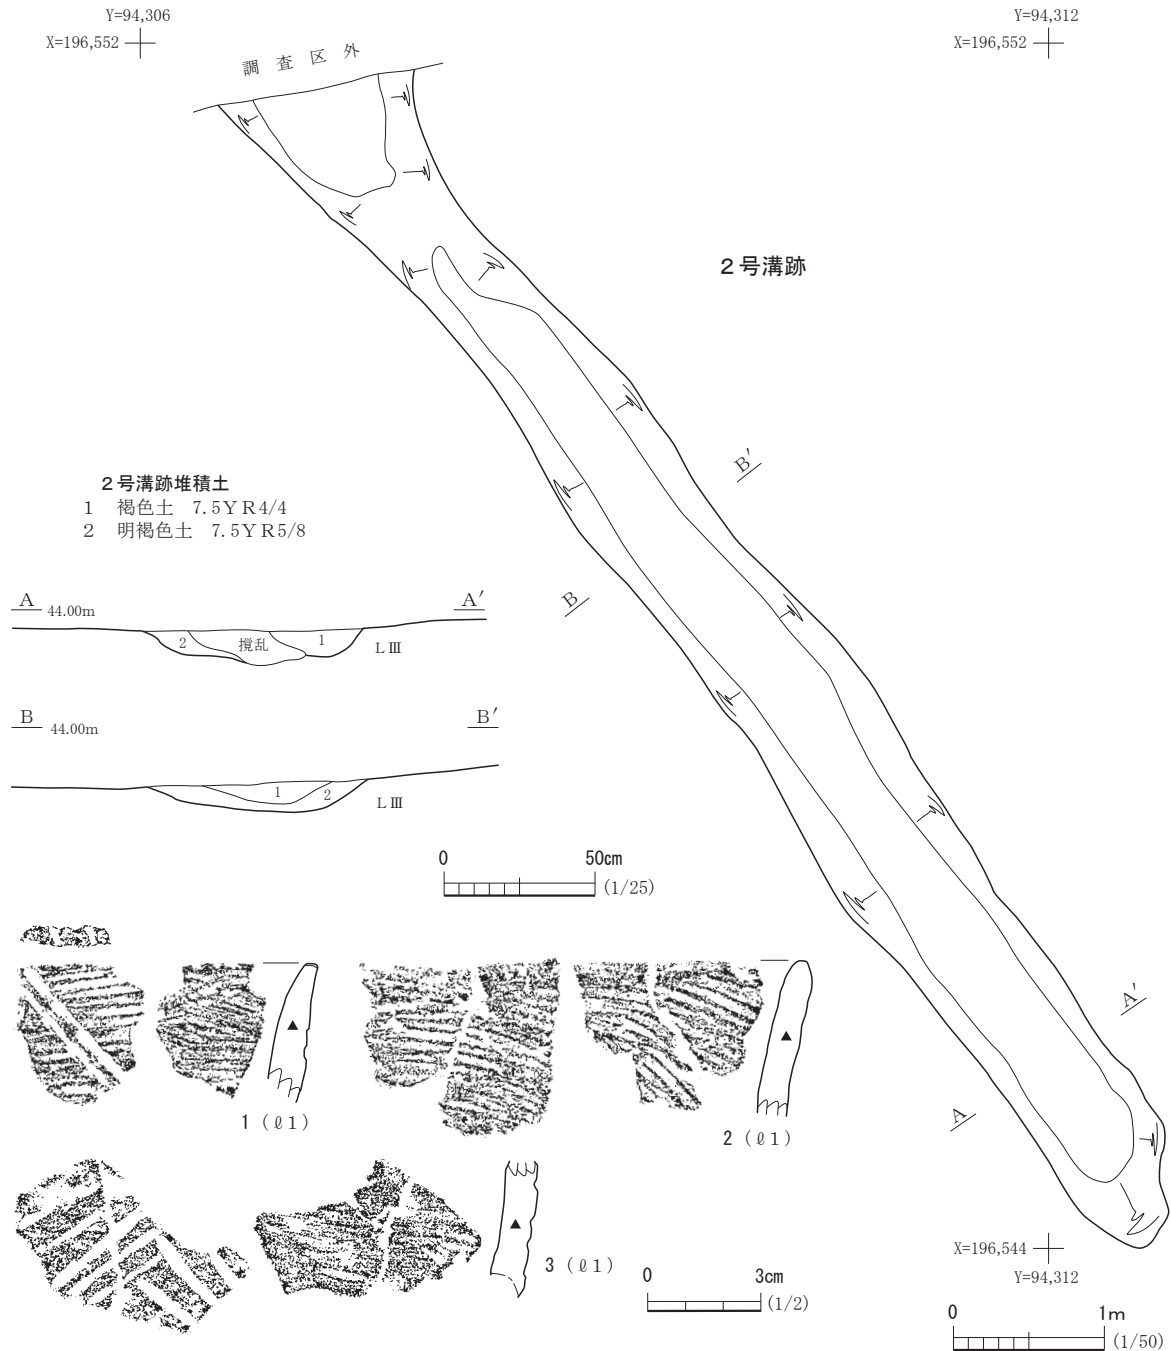 Y=94,306
X=196,552
Y=94,312
X=196,552
調査区外
2号溝跡
B′
B
A′
A
2号溝跡堆積土
1 褐色土 7.5YR4/4
2 明褐色土 7.5YR5/8
A 44.00m A′
2 撹乱 1 LⅢ
B 44.00m B′
1 2 LⅢ
0 50cm
(1/25)
1(ℓ1)
2(ℓ1)
3(ℓ1)
0 3cm
(1/2)
X=196,544
Y=94,312
0 1m
(1/50)